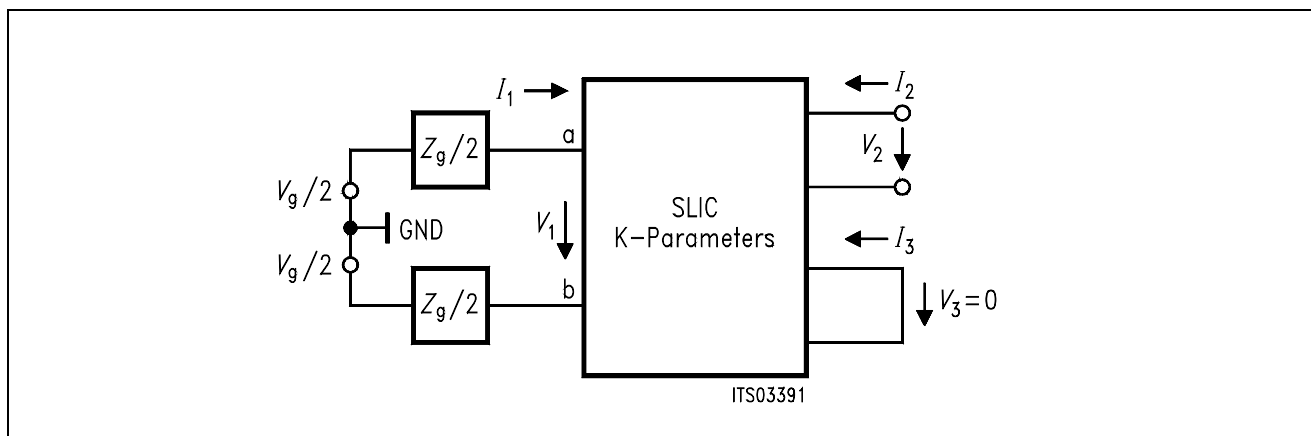 I1
I2
a
Zg/2
V2
Vg/2
SLIC
K-Parameters
GND
V1
I3
Vg/2
b
Zg/2
V3=0
ITS03391